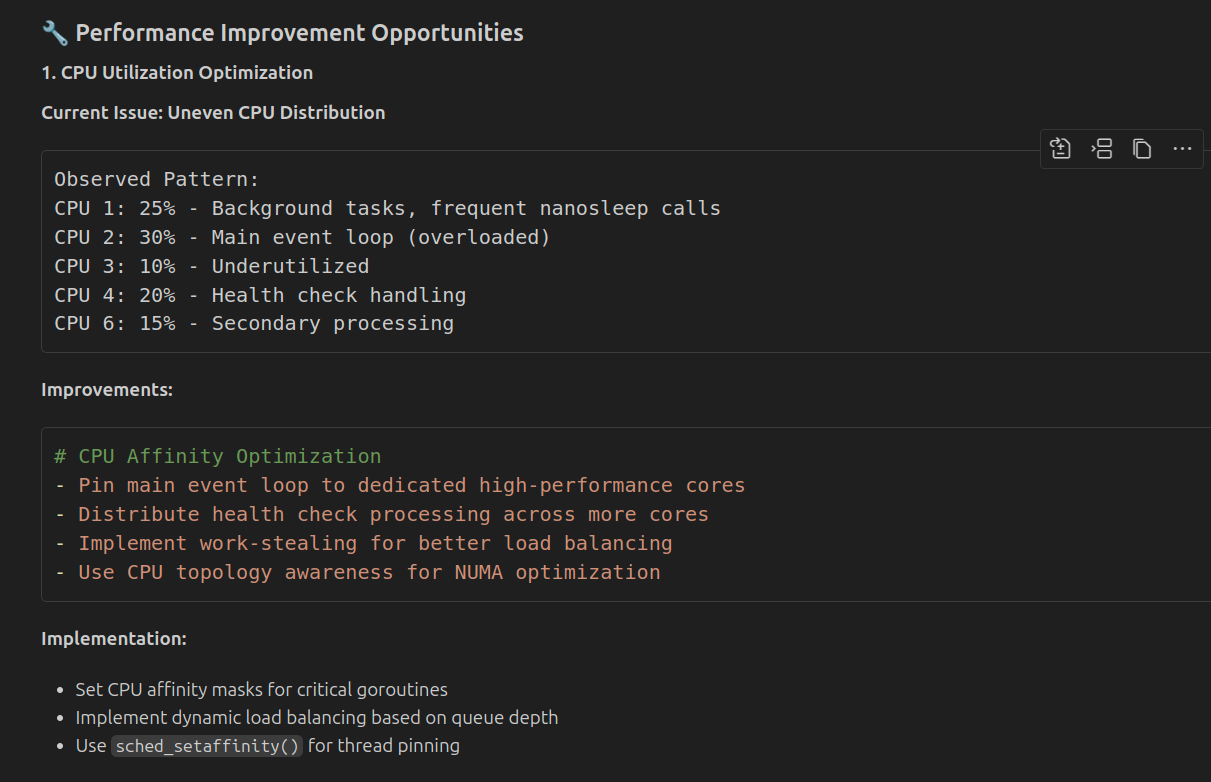 🔧 Performance Improvement Opportunities
1. CPU Utilization Optimization
Current Issue: Uneven CPU Distribution
Observed Pattern:
CPU 1: 25% - Background tasks, frequent nanosleep calls
CPU 2: 30% - Main event loop (overloaded)
CPU 3: 10% - Underutilized
CPU 4: 20% - Health check handling
CPU 6: 15% - Secondary processing
Improvements:
# CPU Affinity Optimization
- Pin main event loop to dedicated high-performance cores
- Distribute health check processing across more cores
- Implement work-stealing for better load balancing
- Use CPU topology awareness for NUMA optimization
Implementation:
• Set CPU affinity masks for critical goroutines
• Implement dynamic load balancing based on queue depth
• Use sched_setaffinity() for thread pinning